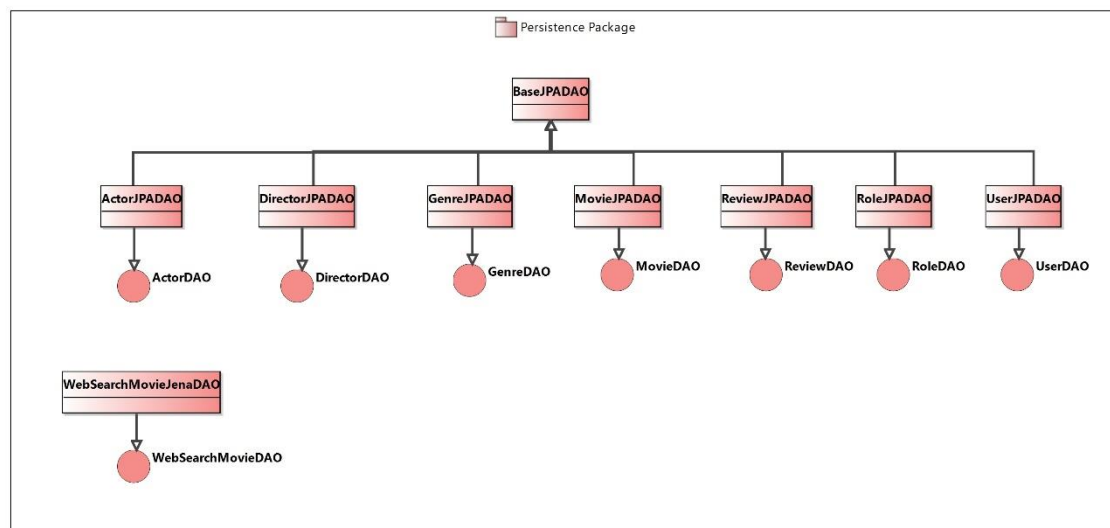 Persistence Package
BaseJPADAO
ActorJPADAO
DirectorJPADAO
GenreJPADAO
MovieJPADAO
ReviewJPADAO
RoleJPADAO
UserJPADAO
ActorDAO
DirectorDAO
GenreDAO
MovieDAO
ReviewDAO
RoleDAO
UserDAO
WebSearchMovieJenaDAO
WebSearchMovieDAO